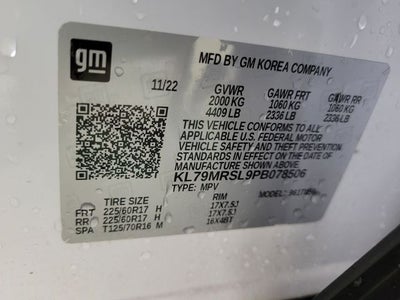 gm
MFD BY GM KOREA COMPANY
11/22 GVWR GAWR FRT GAWR RR
2000 KG 1060 KG 1060 KG
4409 LB 2336 LB 2336 LB
THIS VEHICLE CONFORMS TO ALL
APPLICABLE U.S. FEDERAL MOTOR
VEHICLE SAFETY, BUMPER AND THEFT
PREVENTION STANDARDS IN EFFECT ON THE
DATE OF MANUFACTURE SHOWN ABOVE
KL79MRSL9PB078506
TYPE: MPV
TIRE SIZE RIM
FRT 225/60R17 H 17X7.5J
RR 225/60R17 H 17X7.5J
SPA T125/70R16 M 16X4BT